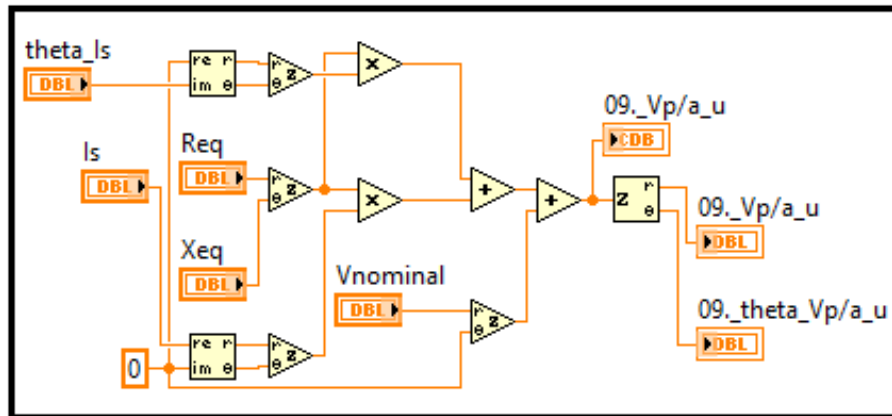 theta_Is
DBL
re r
im θ
r
θ z
x
09._Vp/a_u
CDB
Is
DBL
Req
DBL
r
θ z
x
+
+
z r
θ
09._Vp/a_u
DBL
Xeq
DBL
Vnominal
DBL
r
θ z
09._theta_Vp/a_u
DBL
0
re r
im θ
r
θ z